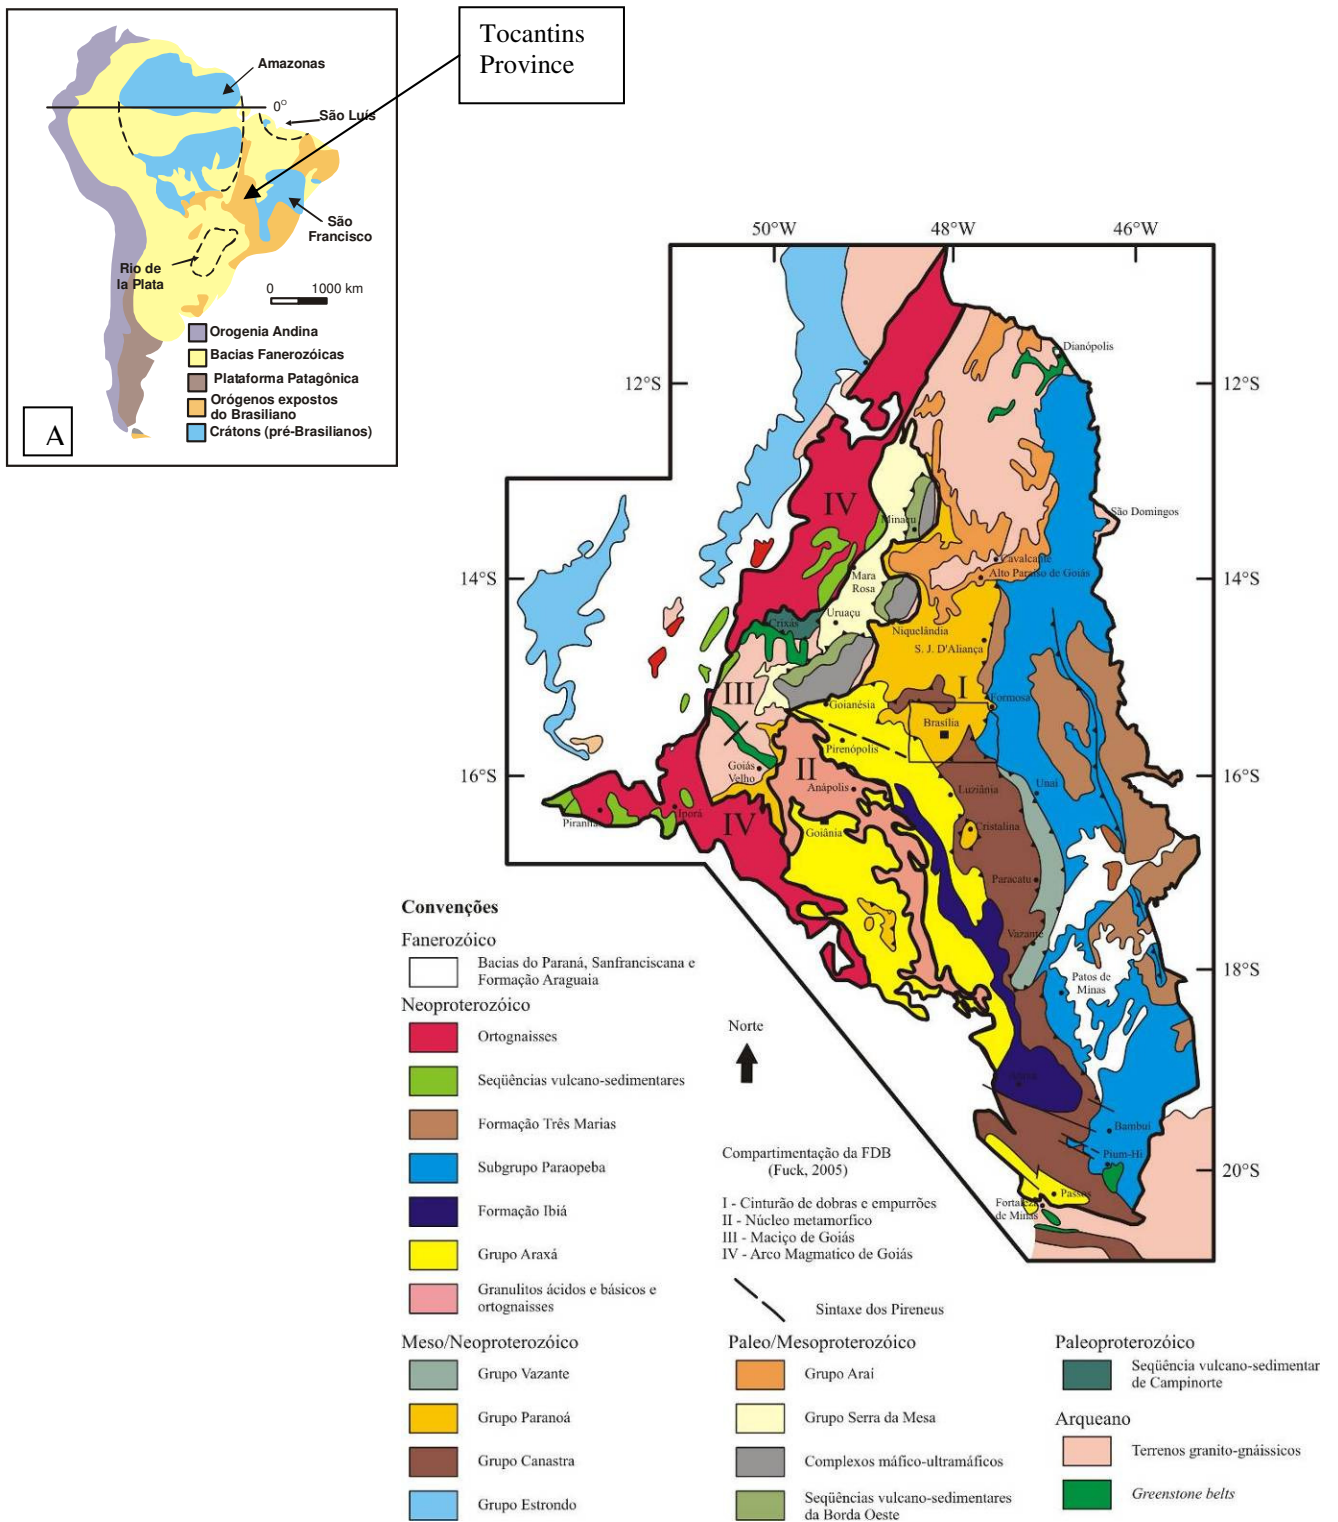 Tocantins
Province
Amazonas
0°
São Luís
São
Francisco
Rio de
la Plata
0 1000 km
Orogenia Andina
Bacias Fanerozóicas
Plataforma Patagônica
Orógenos expostos
do Brasiliano
Crátons (pré-Brasilianos)
A
50°W 48°W 46°W
12°S 12°S
14°S 14°S
16°S 16°S
18°S
20°S
Dianópolis
São Domingos
IV
Minaçu
Cavalcante
Alto Paraíso de Goiás
Mara
Rosa
Uruaçu
Crixás
Niquelândia
S. J. D'Aliança
III
I
Formosa
Goianésia
Brasília
Pirenópolis
Goiás
Velho
II
Anápolis
Luziânia
Unaí
Piranhas
Iporá
IV
Goiânia
Cristalina
Paracatu
Vazante
Patos de
Minas
Bambuí
Pium-Hi
Passos
Fortaleza
de Minas
Convenções
Fanerozóico
Bacias do Paraná, Sanfranciscana e
Formação Araguaia
Neoproterozóico
Ortognaisses
Seqüências vulcano-sedimentares
Formação Três Marias
Subgrupo Paraopeba
Formação Ibiá
Grupo Araxá
Granulitos ácidos e básicos e
ortognaisses
Norte
Compartimentação da FDB
(Fuck, 2005)
I - Cinturão de dobras e empurrões
II - Núcleo metamorfico
III - Maciço de Goiás
IV - Arco Magmatico de Goiás
Sintaxe dos Pireneus
Meso/Neoproterozóico
Grupo Vazante
Grupo Paranoá
Grupo Canastra
Grupo Estrondo
Paleo/Mesoproterozóico
Grupo Araí
Grupo Serra da Mesa
Complexos máfico-ultramáficos
Seqüências vulcano-sedimentares
da Borda Oeste
Paleoproterozóico
Seqüência vulcano-sedimentar
de Campinorte
Arqueano
Terrenos granito-gnáissicos
Greenstone belts